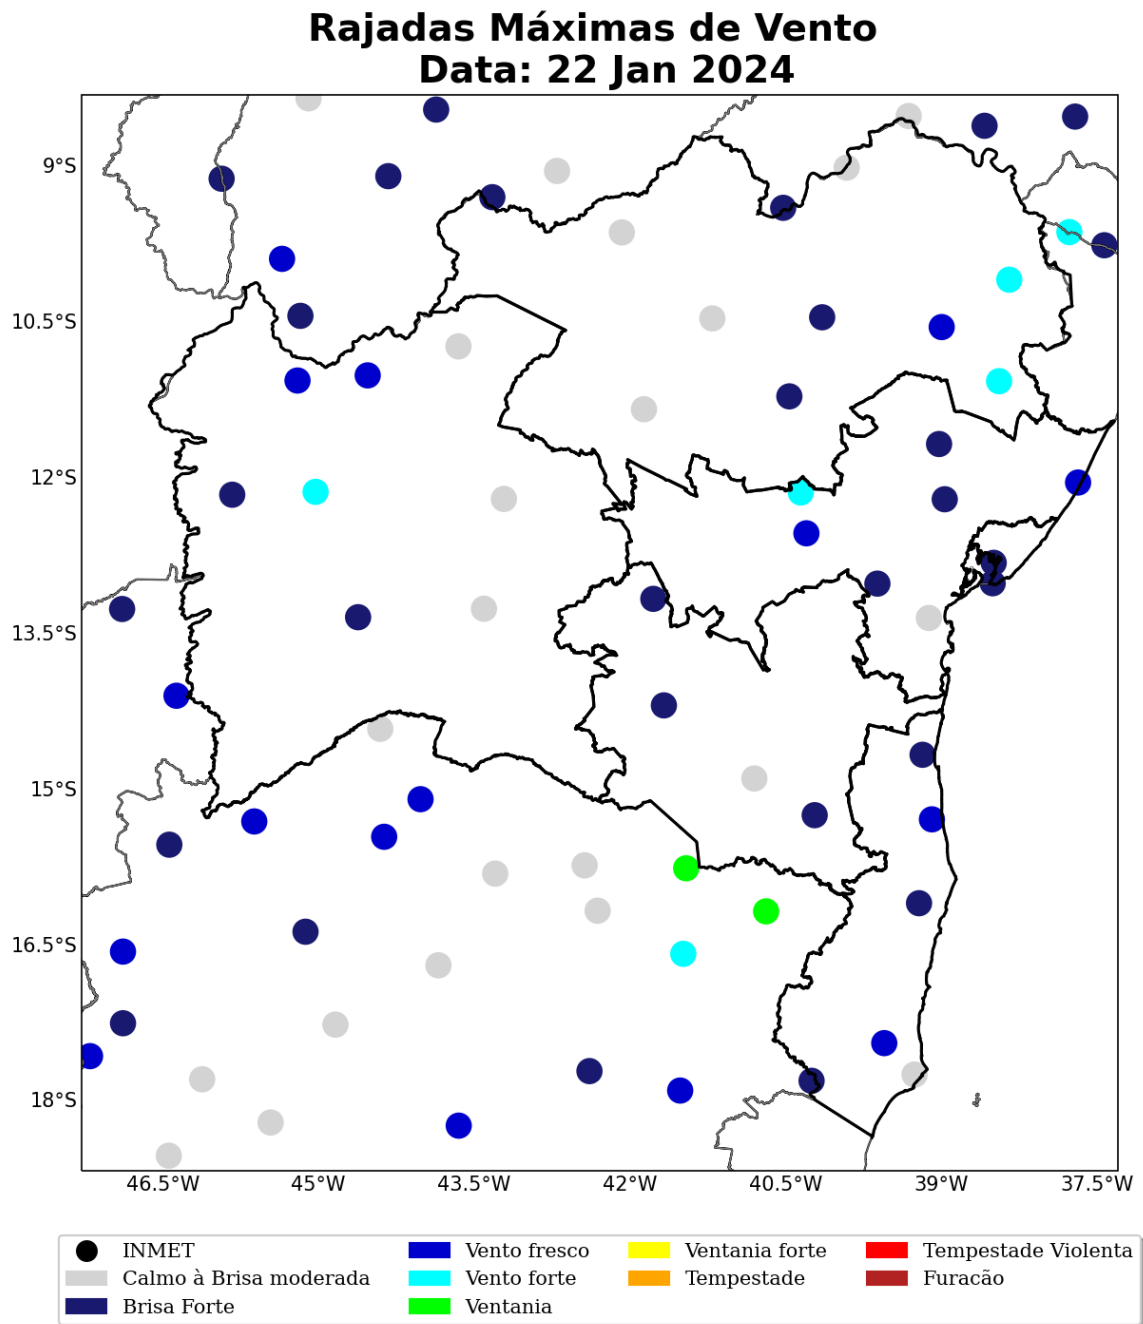 Rajadas Máximas de Vento
Data: 22 Jan 2024
9°S
10.5°S
12°S
13.5°S
15°S
16.5°S
18°S
46.5°W 45°W 43.5°W 42°W 40.5°W 39°W 37.5°W
INMET Vento fresco Ventania forte Tempestade Violenta
Calmo à Brisa moderada Vento forte Tempestade Furacão
Brisa Forte Ventania